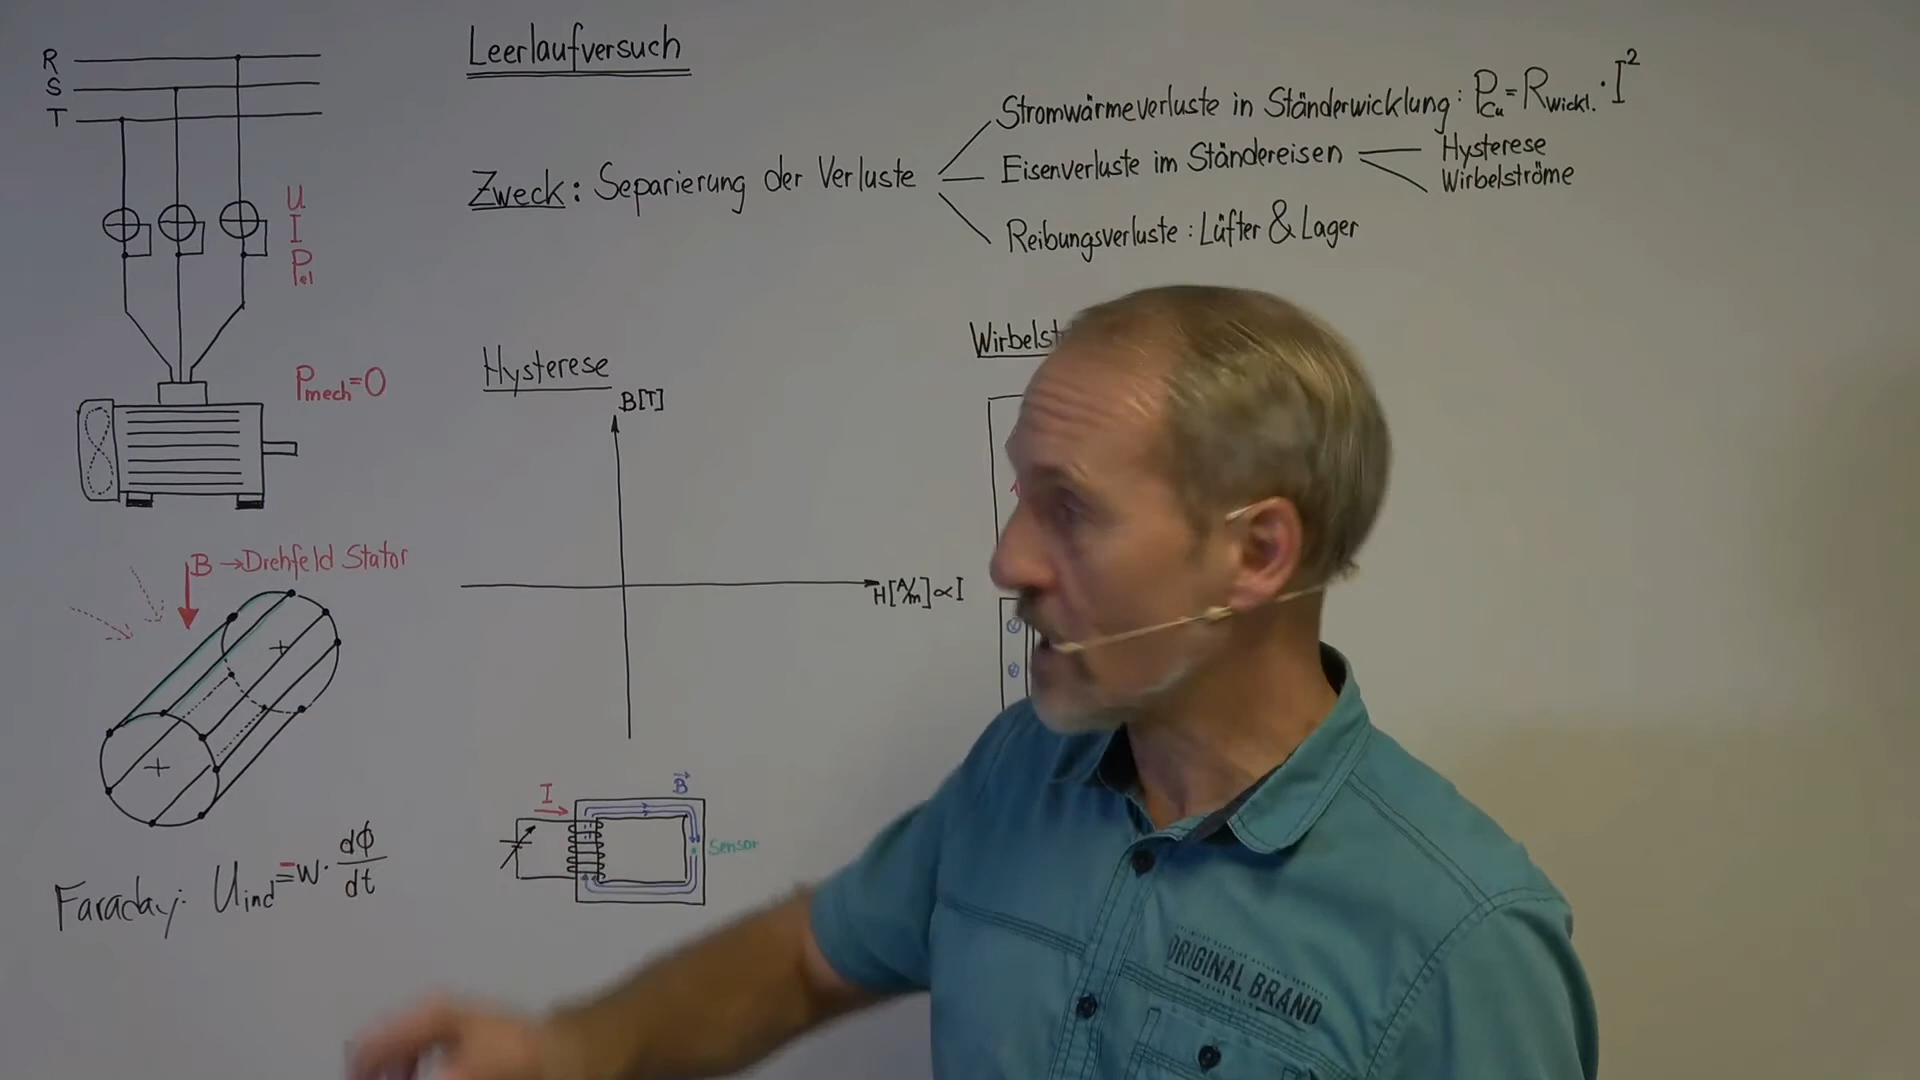 Leerlaufversuch
R
S
T
U
I
Pel
Pmech=0
Zweck: Separierung der Verluste
Stromwärmeverluste in Ständerwicklung: PCu=RWickl.·I²
Eisenverluste im Ständereisen
Hysterese
Wirbelströme
Reibungsverluste: Lüfter & Lager
B→Drehfeld Stator
Faraday: Uind=W·dΦ/dt
Hysterese
B[T]
H[A/m]∝I
I
B⃗
Sensor
Wirbelst
ORIGINAL BRAND